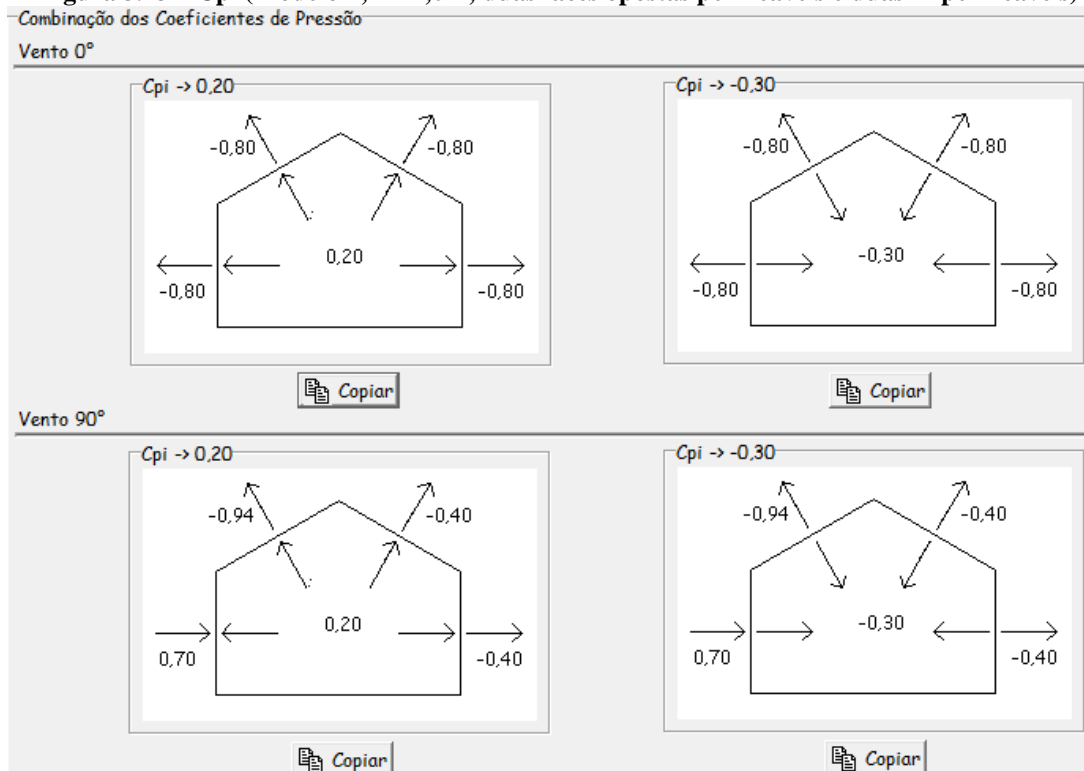 Combinação dos Coeficientes de Pressão
Vento 0°
Cpi -> 0,20
-0,80 -0,80
0,20
-0,80 -0,80
Copiar
Cpi -> -0,30
-0,80 -0,80
-0,30
-0,80 -0,80
Copiar
Vento 90°
Cpi -> 0,20
-0,94 -0,40
0,20
0,70 -0,40
Copiar
Cpi -> -0,30
-0,94 -0,40
-0,30
0,70 -0,40
Copiar